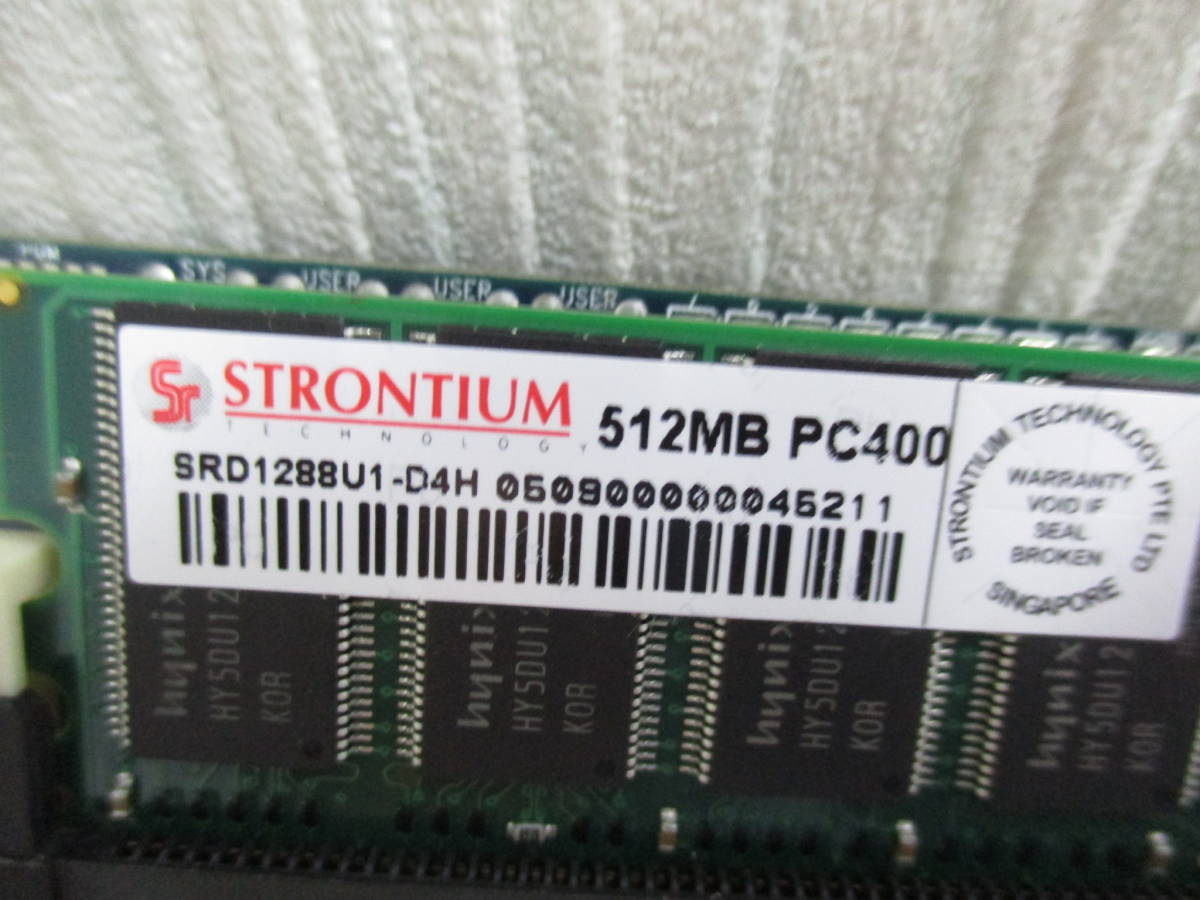 SYS USER USER USER
Sr STRONTIUM
TECHNOLOGY
512MB PC400
SRD1288U1-D4H 050900000045211
STRONTIUM TECHNOLOGY PTE LTD
WARRANTY
VOID IF
SEAL
BROKEN
SINGAPORE
hynix
HY5DU12
KOR
hynix
HY5DU12
KOR
hynix
HY5DU12
KOR
hynix
HY5DU12
KOR